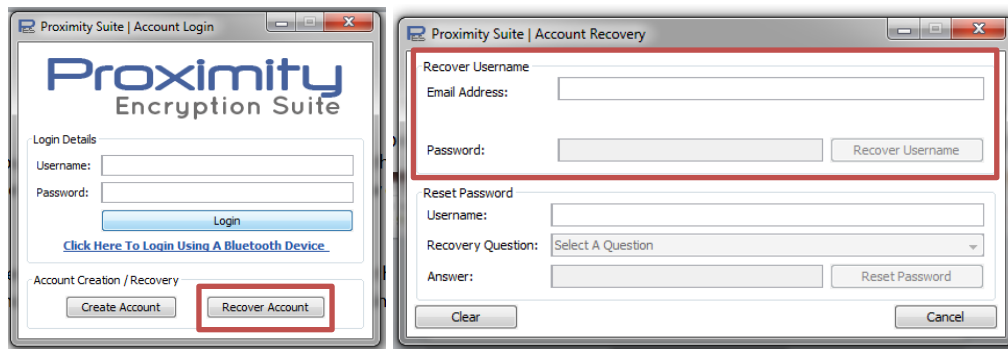 Proximity Suite | Account Login
Proximity
Encryption Suite
Login Details
Username:
Password:
Login
Click Here To Login Using A Bluetooth Device
Account Creation / Recovery
Create Account
Recover Account
Proximity Suite | Account Recovery
Recover Username
Email Address:
Password:
Recover Username
Reset Password
Username:
Recovery Question:
Select A Question
Answer:
Reset Password
Clear
Cancel